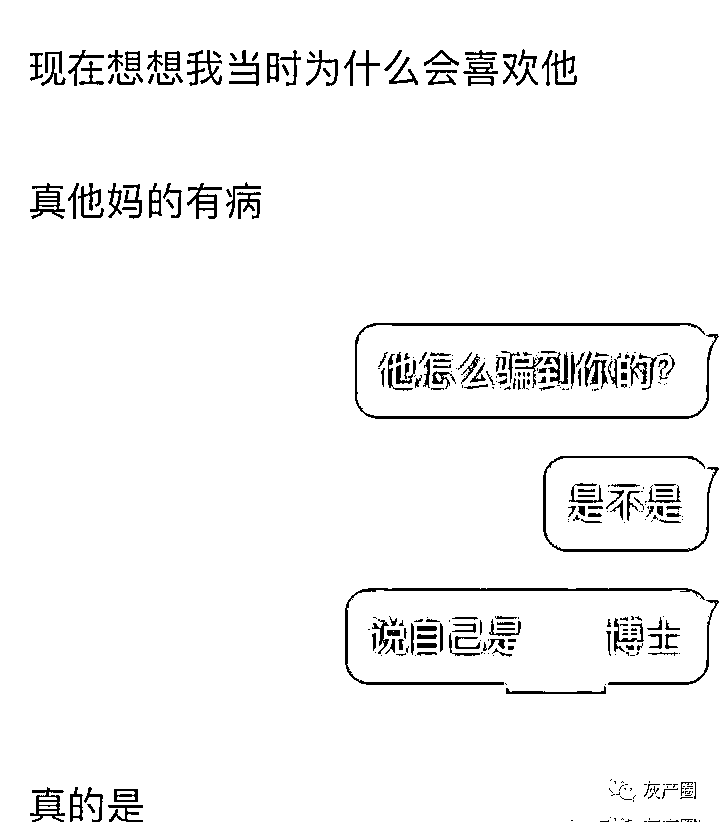 现在想想我当时为什么会喜欢他
真他妈的有病
他怎么骗到你的?
是不是
说自己是 博士
真的是
灰产圈